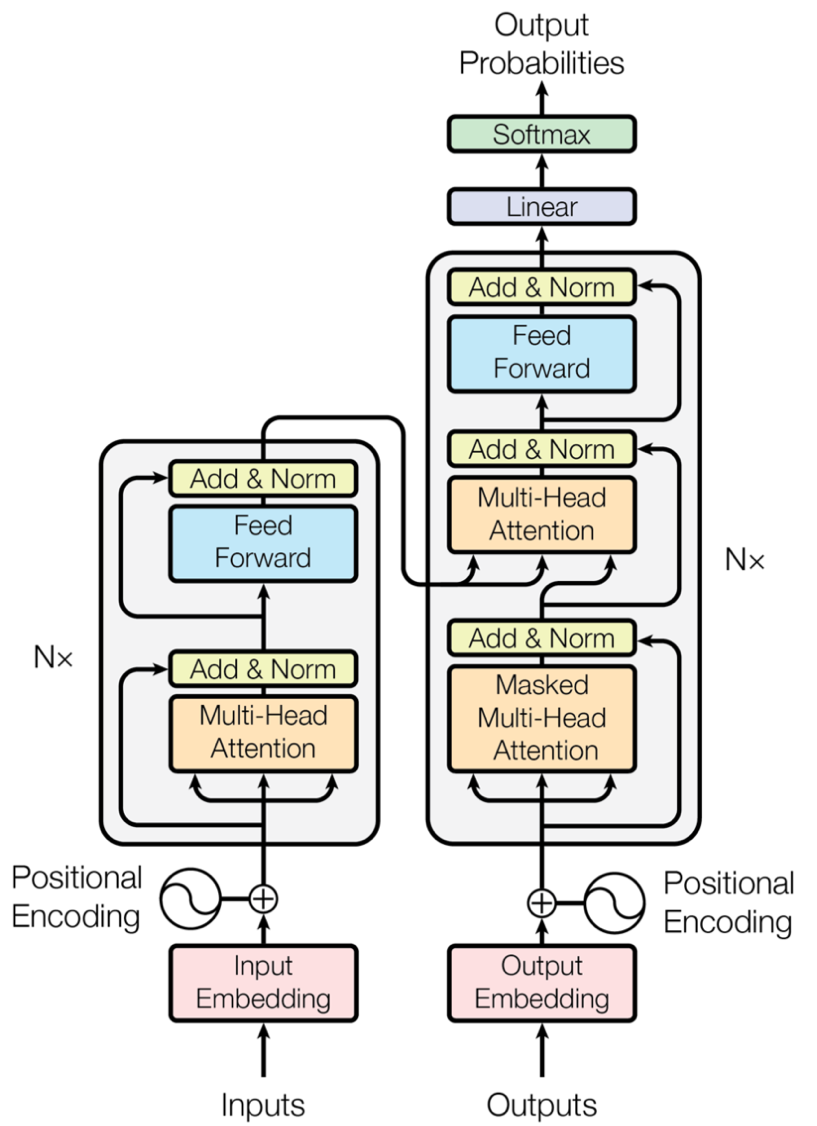 Output
Probabilities
Softmax
Linear
Add & Norm
Feed
Forward
Add & Norm
Multi-Head
Attention
Add & Norm
Masked
Multi-Head
Attention
N×
Positional
Encoding
Output
Embedding
Outputs
Add & Norm
Feed
Forward
Add & Norm
Multi-Head
Attention
N×
Positional
Encoding
Input
Embedding
Inputs